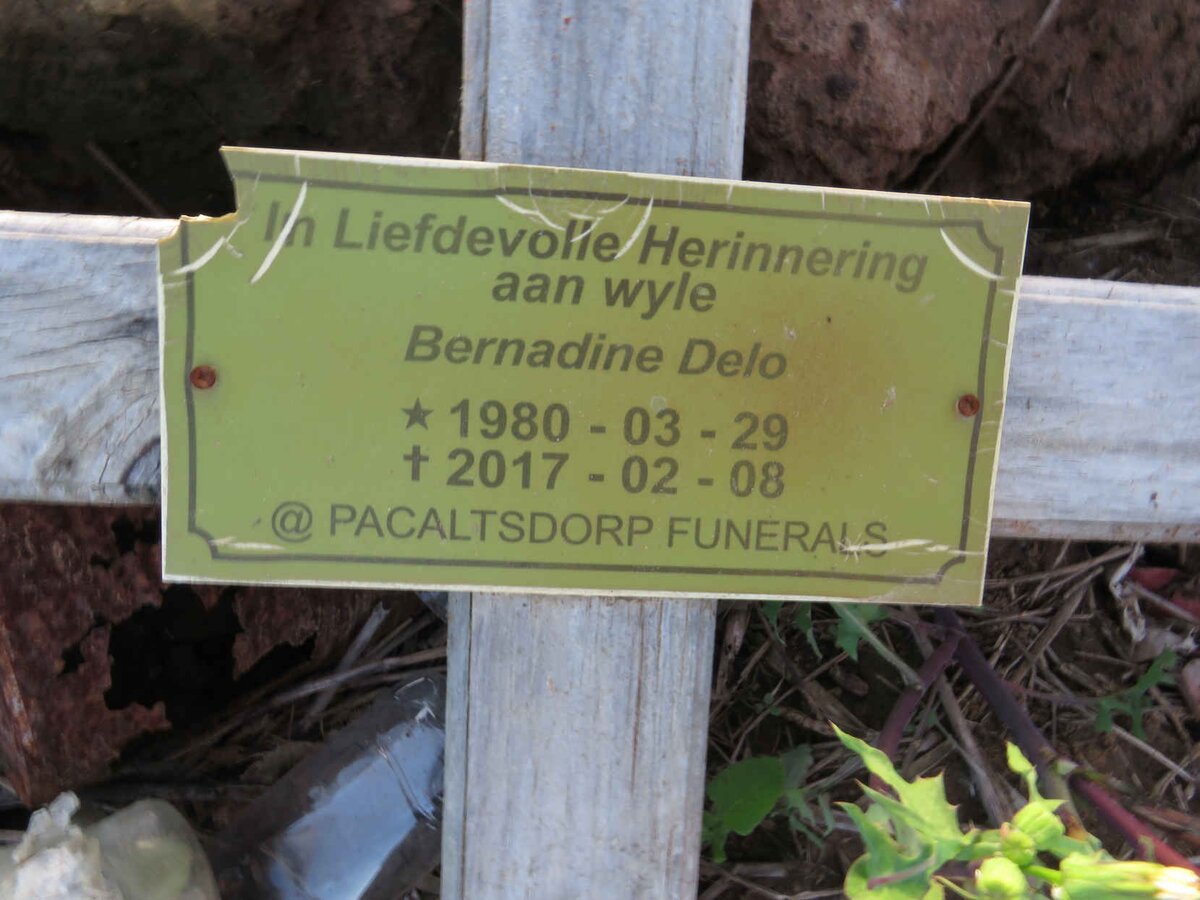 In Liefdevolle Herinnering
aan wyle
Bernadine Delo
★ 1980 - 03 - 29
✝ 2017 - 02 - 08
@ PACALTSDORP FUNERALS